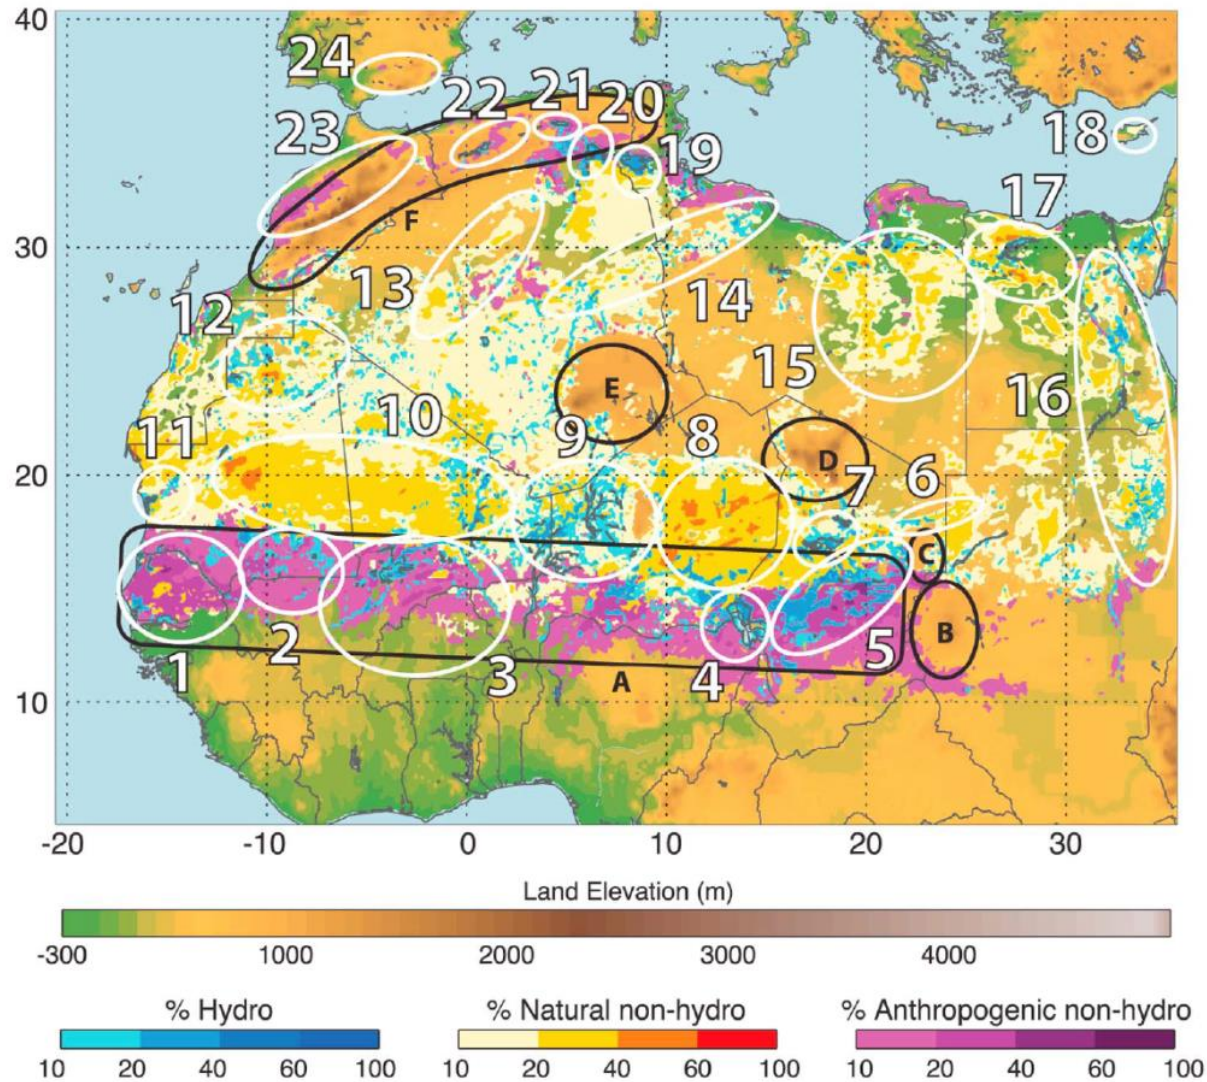 40
24
22 21 20
23
19
18
17
30
F
13
12
14
15
E
16
10
11
9
8
D
7
6
20
C
B
2
5
1
3
4
A
10
-20 -10 0 10 20 30
Land Elevation (m)
-300 1000 2000 3000 4000
% Hydro % Natural non-hydro % Anthropogenic non-hydro
10 20 40 60 100 10 20 40 60 100 10 20 40 60 100